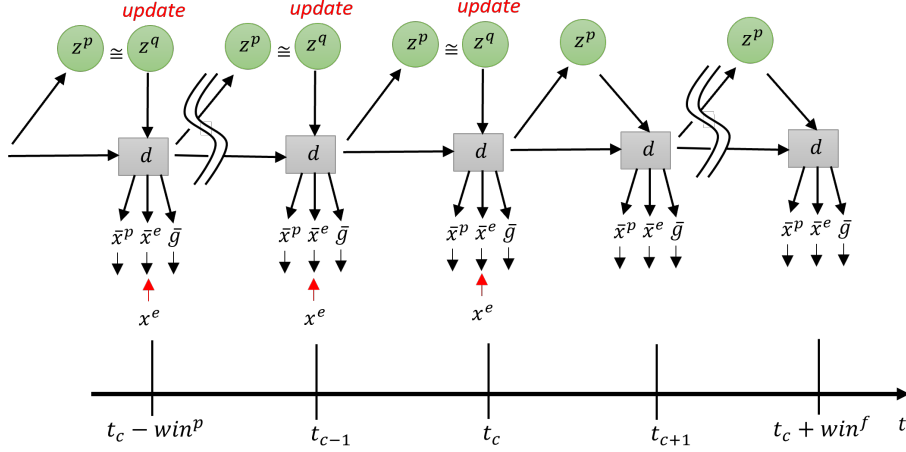 update update update
z^p ≅ z^q z^p ≅ z^q z^p ≅ z^q z^p z^p
d d d d d
x̄^p x̄^e ḡ x̄^p x̄^e ḡ x̄^p x̄^e ḡ x̄^p x̄^e ḡ x̄^p x̄^e ḡ
x^e x^e x^e
t_c − win^p t_{c−1} t_c t_{c+1} t_c + win^f t